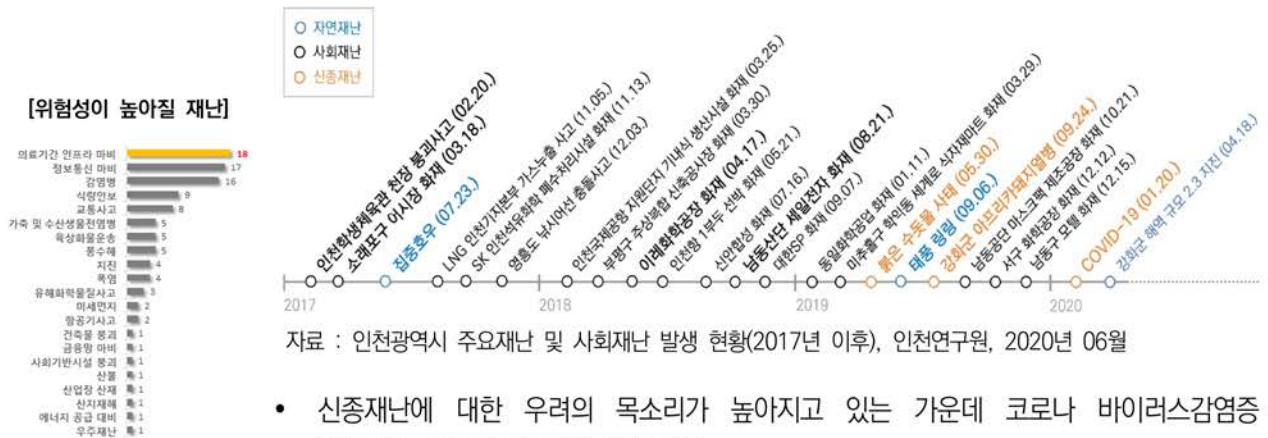 자연재난
사회재난
신종재난
[위험성이 높아질 재난]
의료기간 인프라 마비 18
정보통신 마비 17
감염병 16
식량안보 9
교통사고 8
가축 및 수산생물전염병 5
육상화물운송 5
풍수해 5
지진 4
폭염 4
유해화학물질사고 3
미세먼지 2
항공기사고 2
건축물 붕괴 1
금융망 마비 1
사회기반시설 붕괴 1
산불 1
산업장 산재 1
산지재해 1
에너지 공급 대비 1
우주재난 1
인천학생체육관 천장 붕괴사고 (02.20.)
소래포구 어시장 화재 (03.18.)
집중호우 (07.23.)
LNG 인천기지본부 가스누출 사고 (11.05.)
SK 인천석유화학 폐수처리시설 화재 (11.13.)
영흥도 낚시어선 충돌사고 (12.03.)
인천국제공항 지원단지 기내식 생산시설 화재 (03.25.)
부평구 주상복합 신축공사장 화재 (03.30.)
이레화학공장 화재 (04.17.)
인천항 1부두 선박 화재 (05.21.)
신안합성 화재 (07.16.)
남동산단 세일전자 화재 (08.21.)
대한SP 화재 (09.07.)
동일화학공업 화재 (01.11.)
미추홀구 학익동 세계로 식자재마트 화재 (03.29.)
붉은 수돗물 사태 (05.30.)
태풍 링링 (09.06.)
강화군 아프리카돼지열병 (09.24.)
남동공단 마스크팩 제조공장 화재 (10.21.)
서구 화학공장 화재 (12.12.)
남동구 모텔 화재 (12.15.)
COVID-19 (01.20.)
강화군 해역 규모 2.3 지진 (04.18.)
2017 2018 2019 2020
자료 : 인천광역시 주요재난 및 사회재난 발생 현황(2017년 이후), 인천연구원, 2020년 06월
• 신종재난에 대한 우려의 목소리가 높아지고 있는 가운데 코로나 바이러스감염증